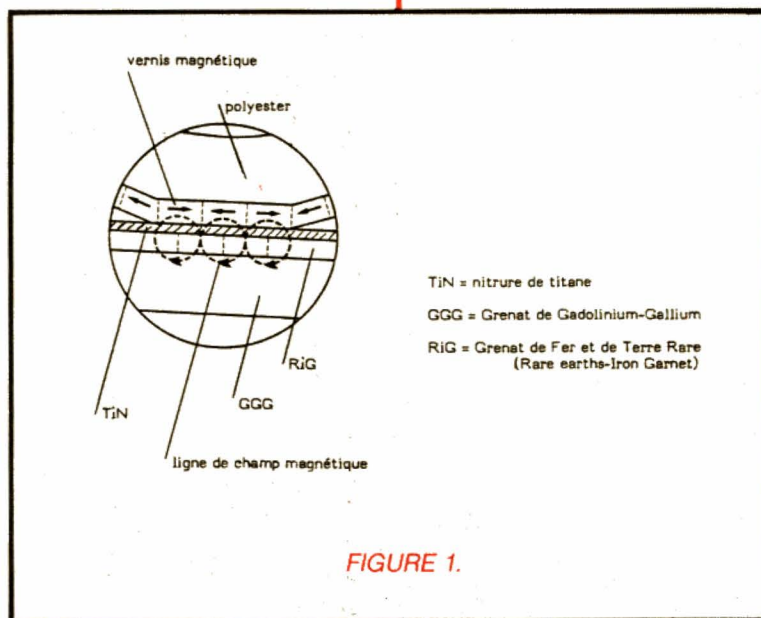 vernis magnétique
polyester
TiN = nitrure de titane
GGG = Grenat de Gadolinium-Gallium
RiG = Grenat de Fer et de Terre Rare
(Rare earths-Iron Garnet)
RiG
GGG
TiN
ligne de champ magnétique
FIGURE 1.